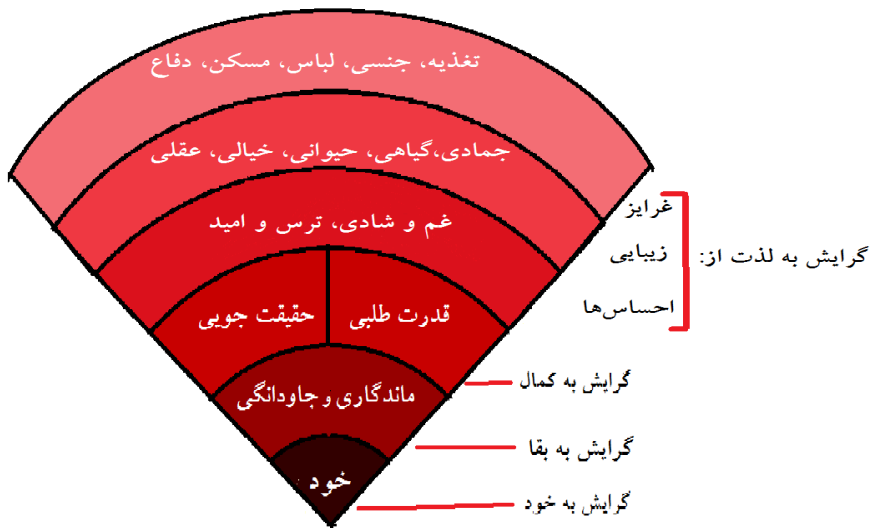 تغذیه، جنسی، لباس، مسکن، دفاع
جمادی،گیاهی، حیوانی، خیالی، عقلی
غم و شادی، ترس و امید
قدرت طلبی
حقیقت جویی
ماندگاری و جاودانگی
خود
گرایش به لذت از:
غرایز
زیبایی
احساس‌ها
گرایش به کمال
گرایش به بقا
گرایش به خود